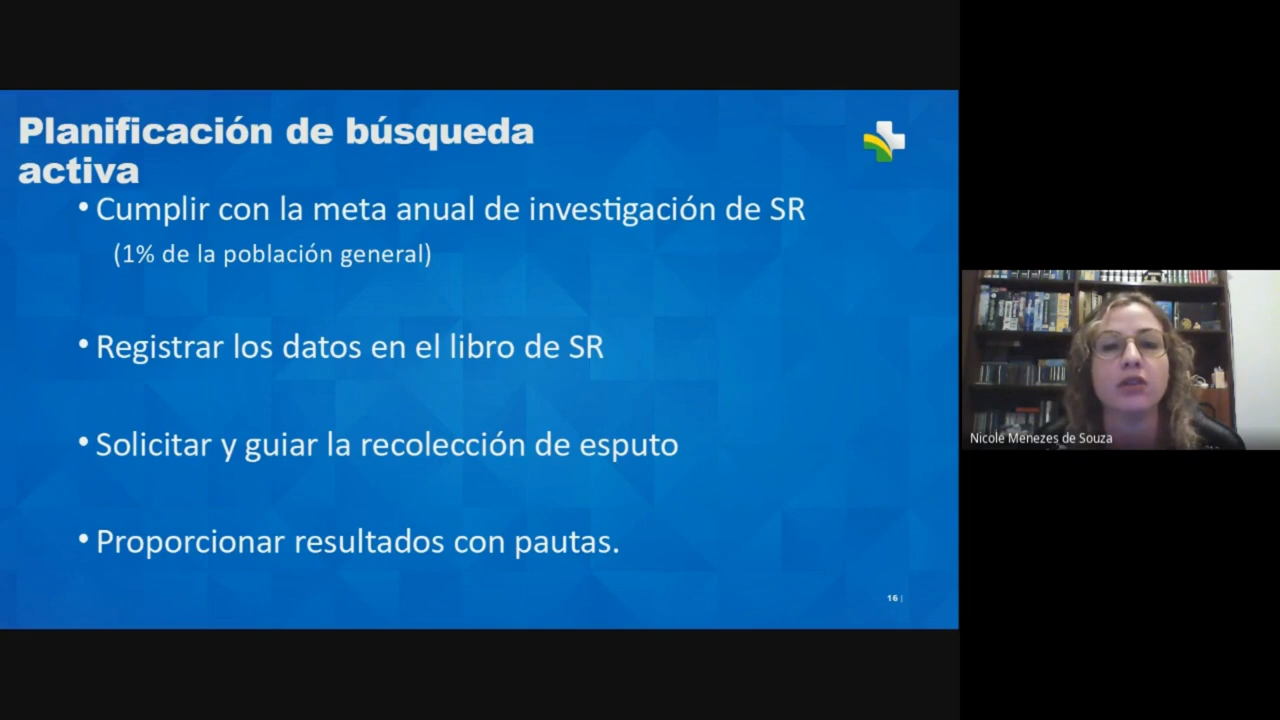 Planificación de búsqueda
activa
• Cumplir con la meta anual de investigación de SR
(1% de la población general)
• Registrar los datos en el libro de SR
• Solicitar y guiar la recolección de esputo
• Proporcionar resultados con pautas.
16 |
Nicole Menezes de Souza